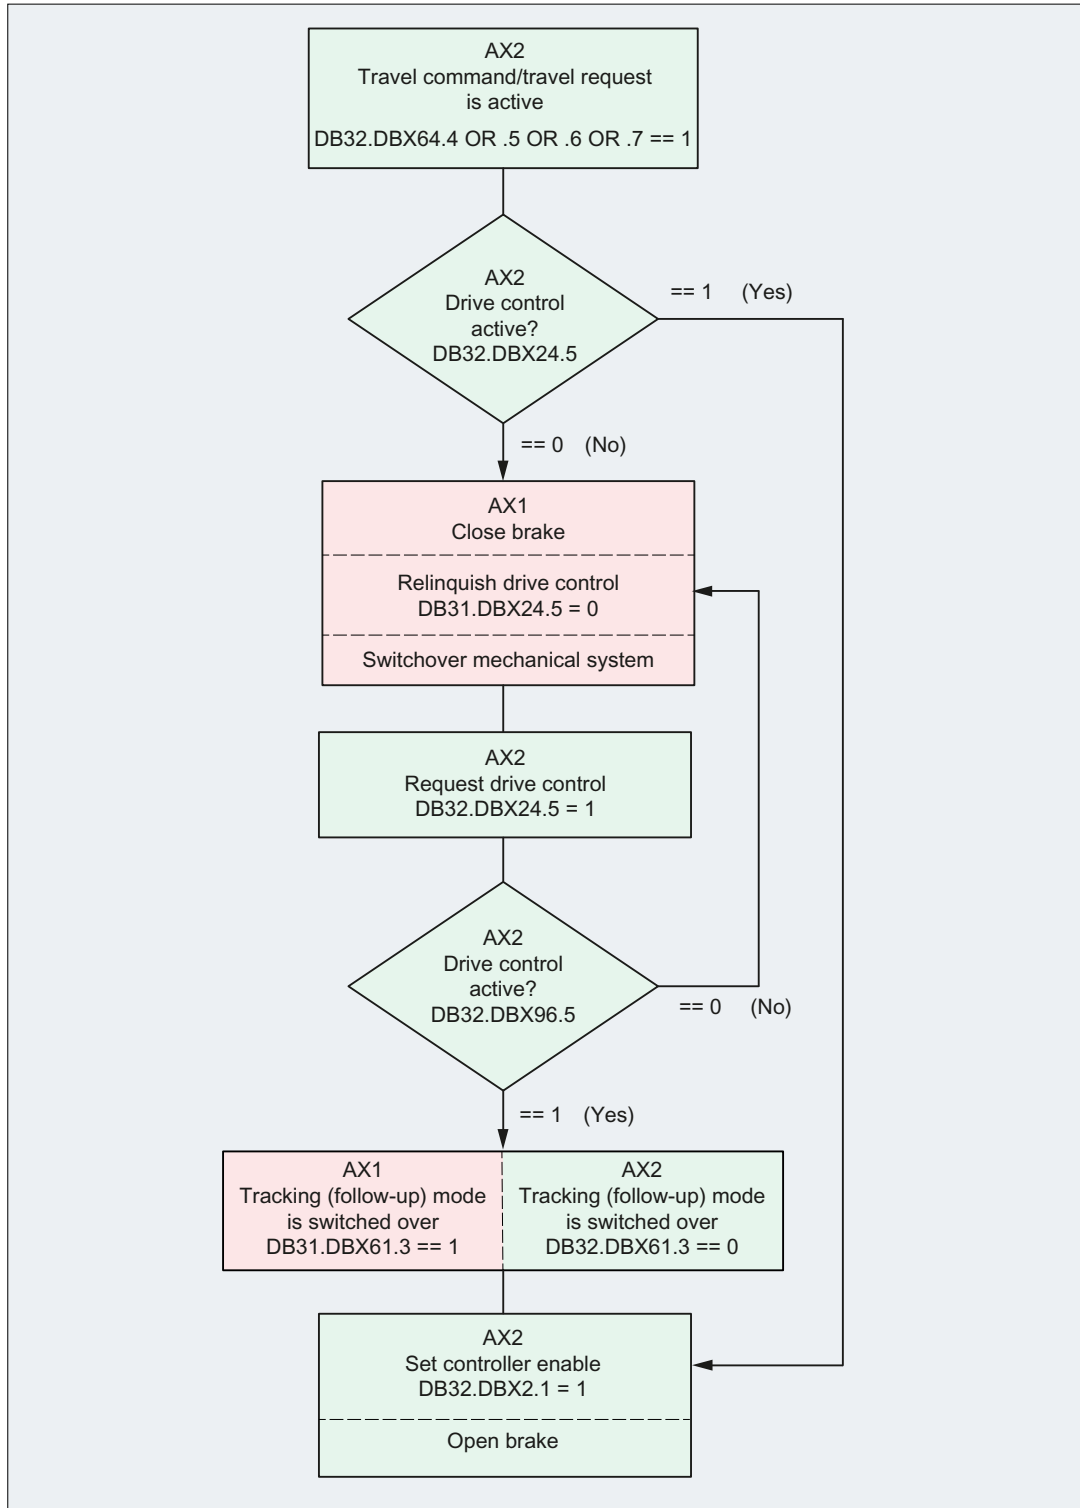 AX2
Travel command/travel request
is active
DB32.DBX64.4 OR .5 OR .6 OR .7 == 1
AX2
Drive control
active?
DB32.DBX24.5
== 1 (Yes)
== 0 (No)
AX1
Close brake
Relinquish drive control
DB31.DBX24.5 = 0
Switchover mechanical system
AX2
Request drive control
DB32.DBX24.5 = 1
AX2
Drive control
active?
DB32.DBX96.5
== 0 (No)
== 1 (Yes)
AX1
Tracking (follow-up) mode
is switched over
DB31.DBX61.3 == 1
AX2
Tracking (follow-up) mode
is switched over
DB32.DBX61.3 == 0
AX2
Set controller enable
DB32.DBX2.1 = 1
Open brake